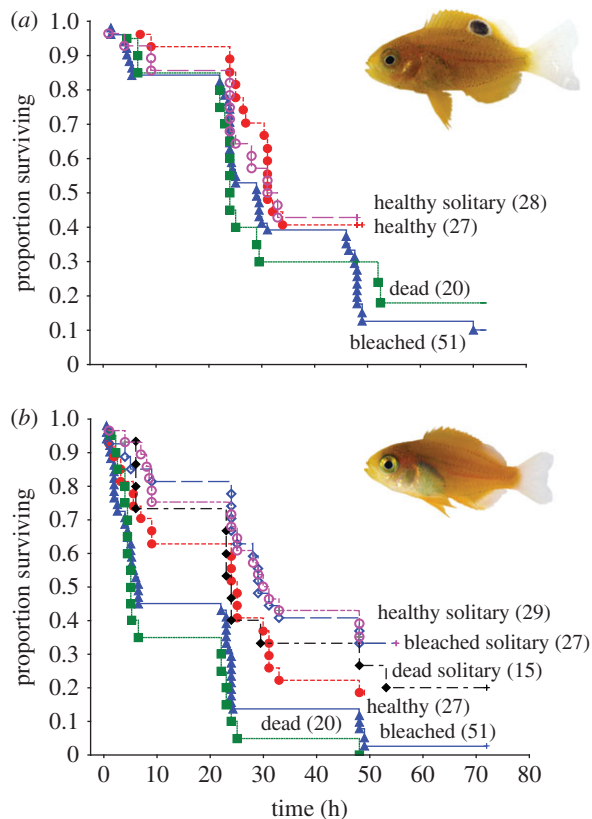 (a)
1.0
0.9
0.8
0.7
0.6
0.5
0.4
0.3
0.2
0.1
0
proportion surviving
healthy solitary (28)
healthy (27)
dead (20)
bleached (51)
(b)
1.0
0.9
0.8
0.7
0.6
0.5
0.4
0.3
0.2
0.1
0
proportion surviving
healthy solitary (29)
bleached solitary (27)
dead solitary (15)
healthy (27)
dead (20)
bleached (51)
0 10 20 30 40 50 60 70 80
time (h)